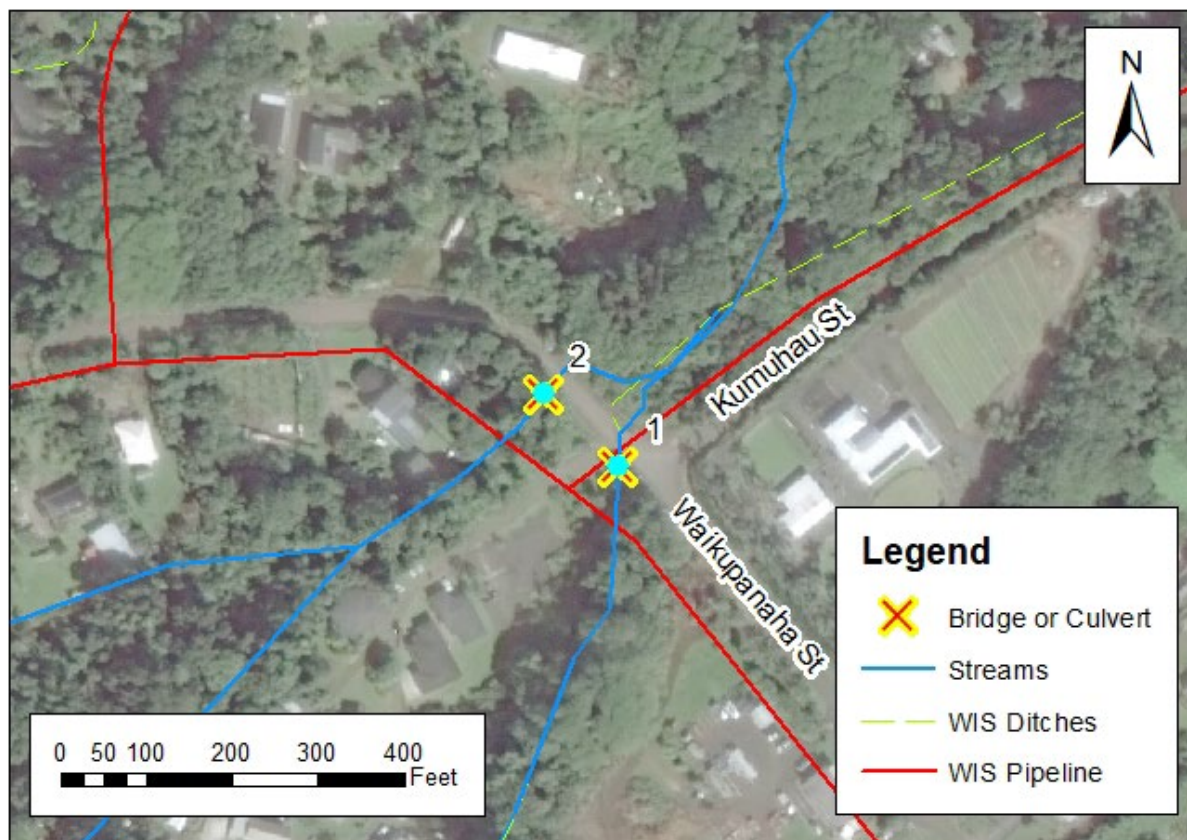 N
Kumuhau St
2
1
Waikupanaha St
Legend
Bridge or Culvert
Streams
WIS Ditches
WIS Pipeline
0 50 100 200 300 400
Feet